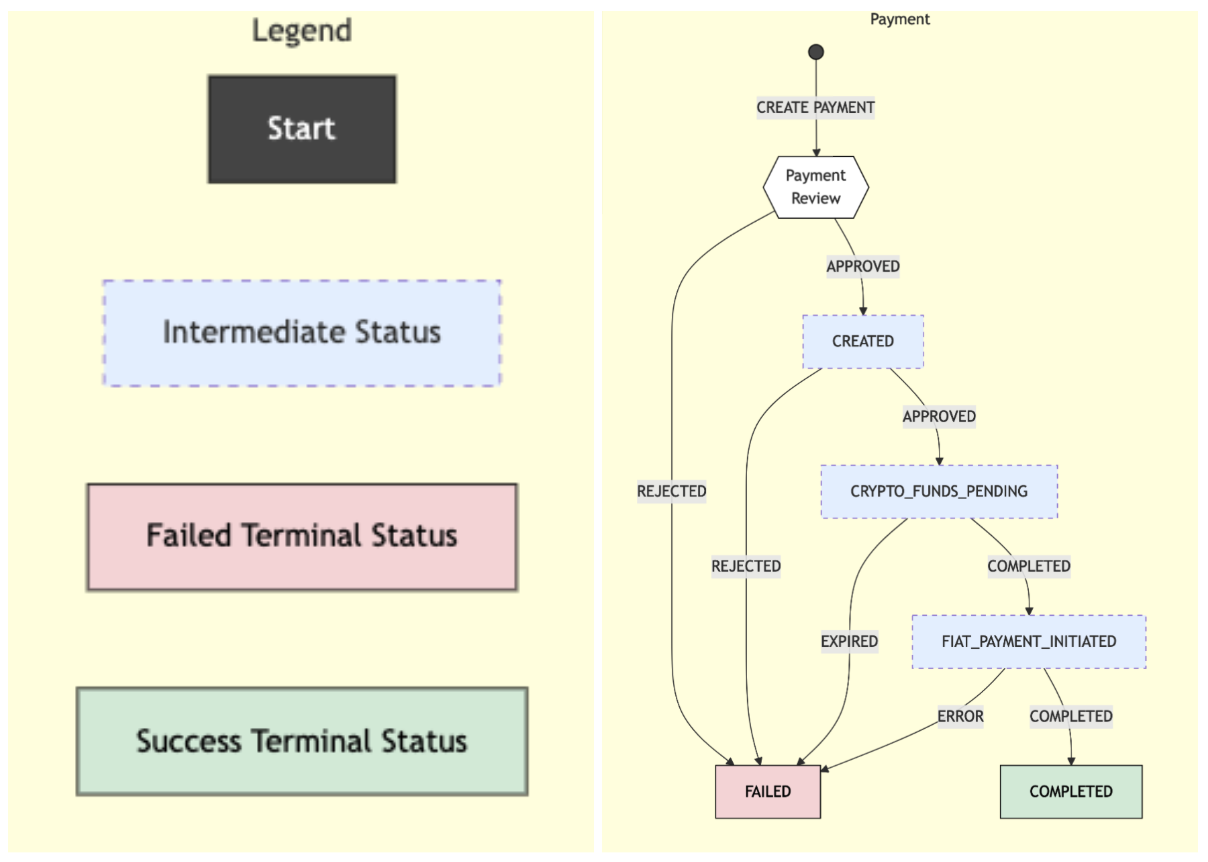 Legend
Start
Intermediate Status
Failed Terminal Status
Success Terminal Status
Payment
CREATE PAYMENT
Payment
Review
APPROVED
CREATED
APPROVED
REJECTED
CRYPTO_FUNDS_PENDING
REJECTED
COMPLETED
EXPIRED
FIAT_PAYMENT_INITIATED
ERROR
COMPLETED
FAILED
COMPLETED